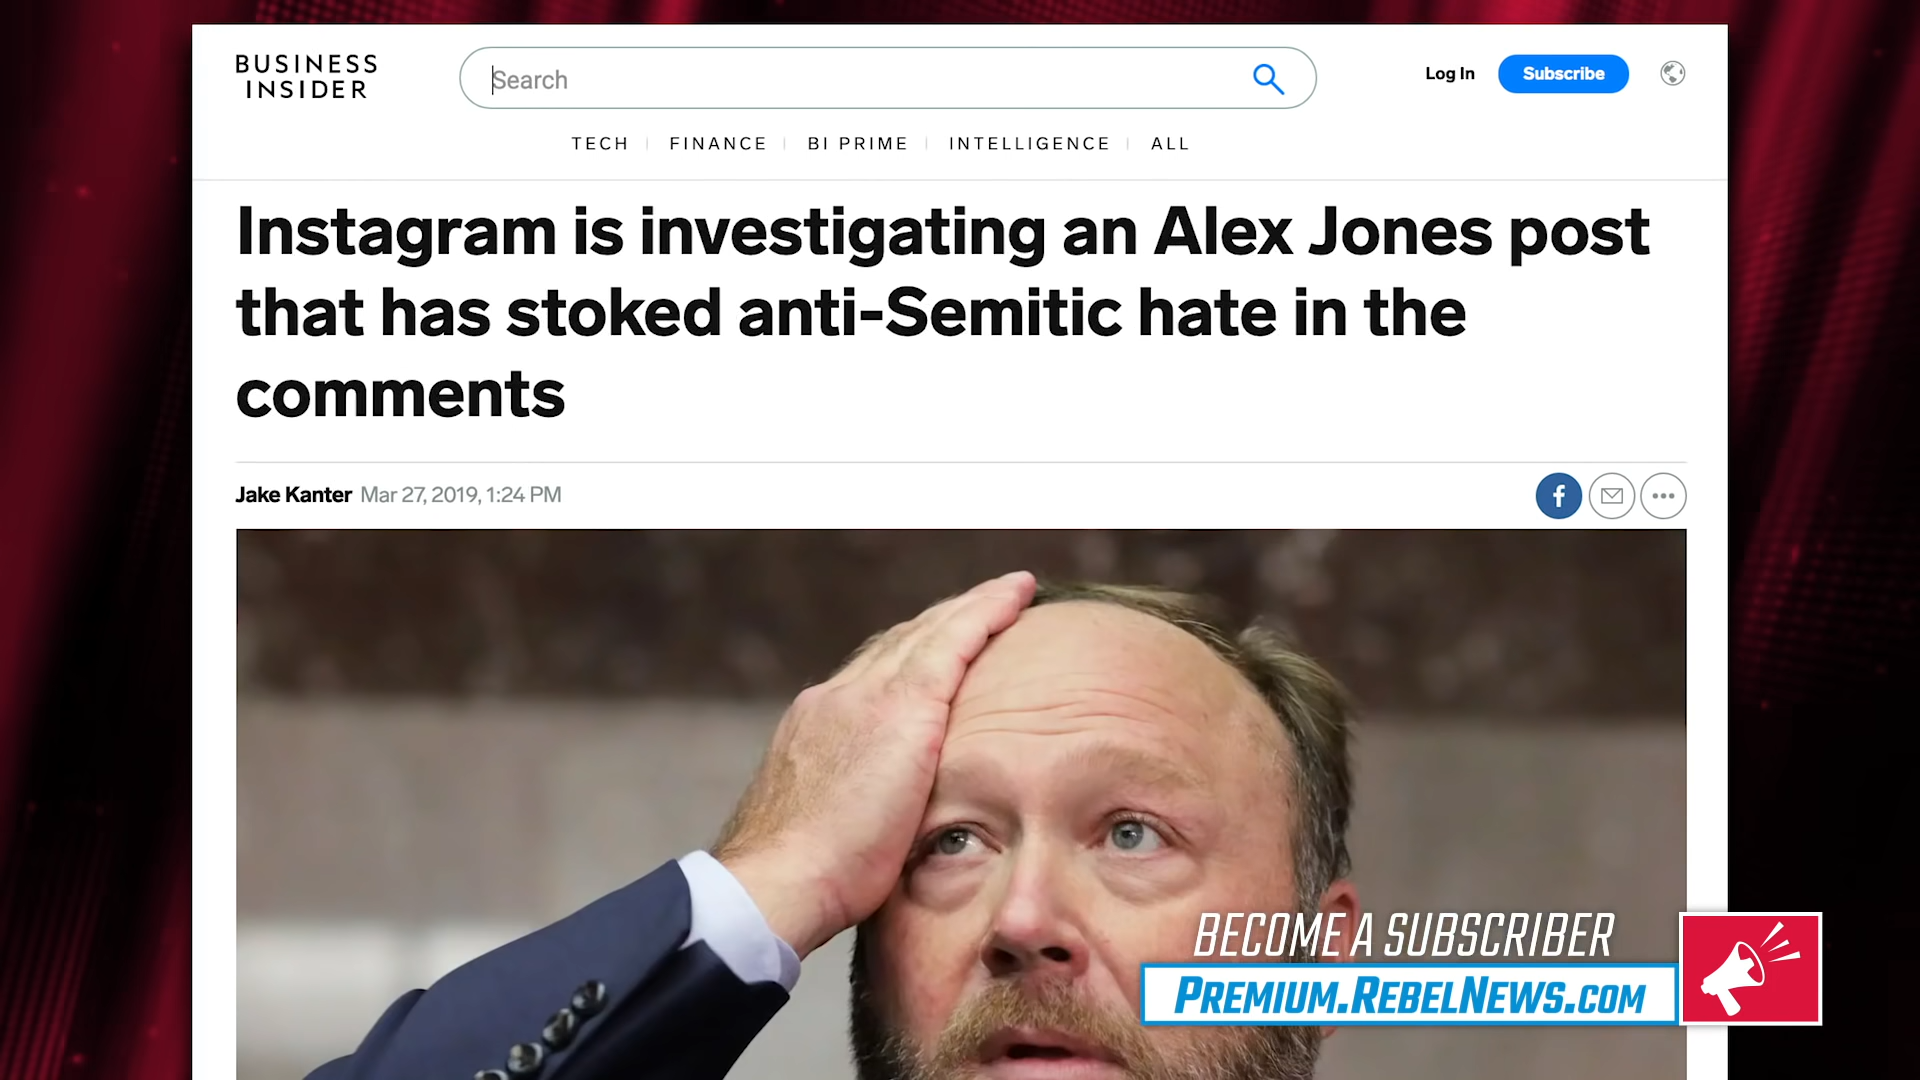 BUSINESS
INSIDER
Search
Log In
Subscribe
TECH
FINANCE
BI PRIME
INTELLIGENCE
ALL
Instagram is investigating an Alex Jones post
that has stoked anti-Semitic hate in the
comments
Jake Kanter Mar 27, 2019, 1:24 PM
f
BECOME A SUBSCRIBER
PREMIUM.REBELNEWS.COM